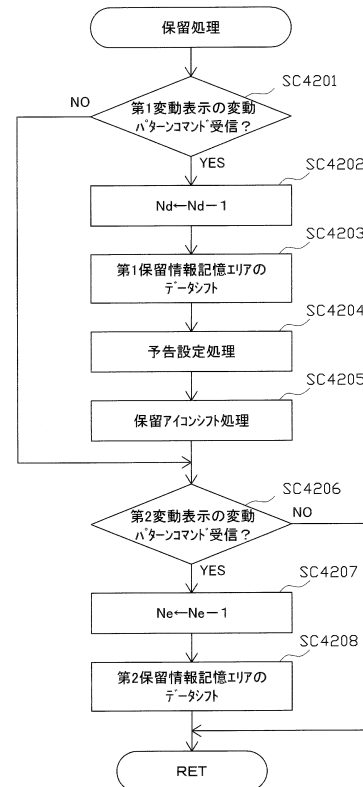 保留処理
SC4201
NO
第1変動表示の変動
ﾊﾟﾀｰﾝｺﾏﾝﾄﾞ受信？
YES
SC4202
Nd←Nd－1
SC4203
第1保留情報記憶エリアの
ﾃﾞｰﾀｼﾌﾄ
SC4204
予告設定処理
SC4205
保留アイコンシフト処理
SC4206
第2変動表示の変動
ﾊﾟﾀｰﾝｺﾏﾝﾄﾞ受信？
NO
YES
SC4207
Ne←Ne－1
SC4208
第2保留情報記憶エリアの
ﾃﾞｰﾀｼﾌﾄ
RET